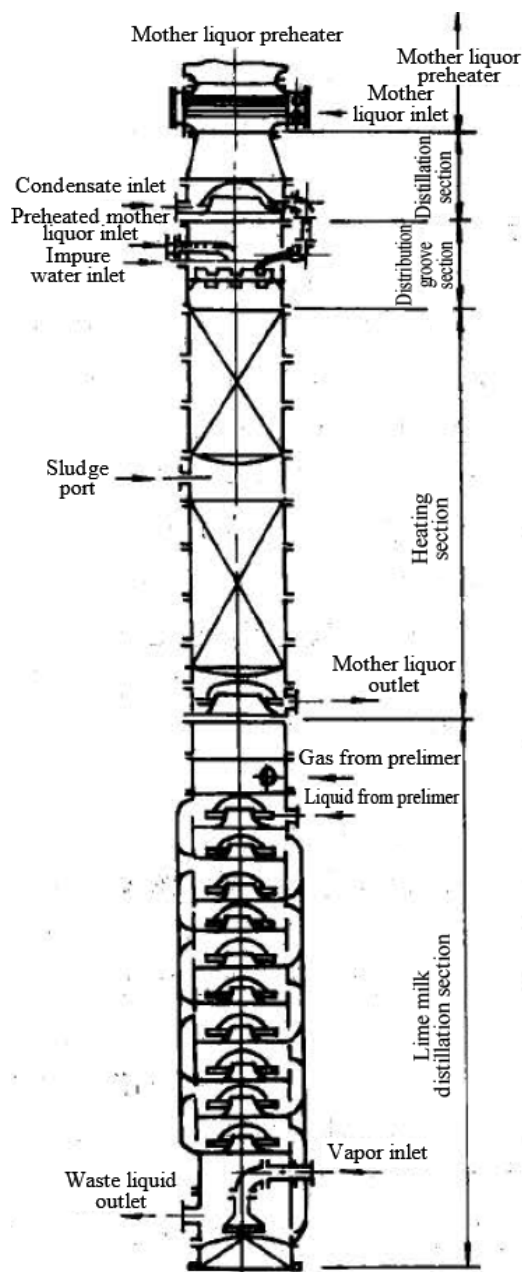 Mother liquor preheater
Mother liquor
preheater
Mother
liquor inlet
Distillation
section
Condensate inlet
Preheated mother
liquor inlet
Impure
water inlet
Distribution
groove
section
Sludge
port
Heating
section
Mother liquor
outlet
Gas from prelimer
Liquid from prelimer
Lime milk
distillation section
Vapor inlet
Waste liquid
outlet